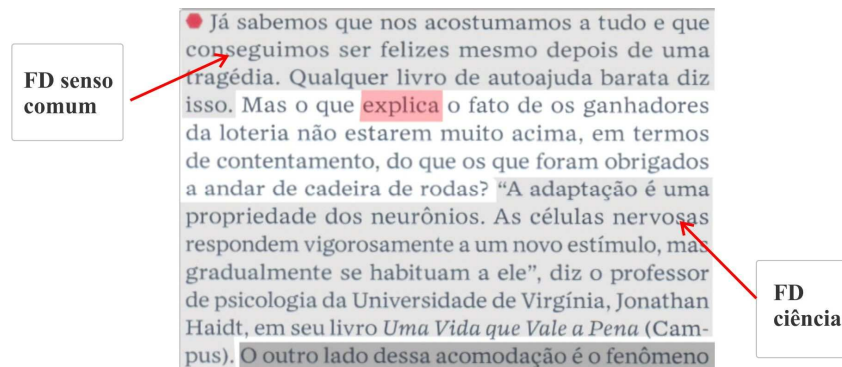 Já sabemos que nos acostumamos a tudo e que
conseguimos ser felizes mesmo depois de uma
tragédia. Qualquer livro de autoajuda barata diz
isso. Mas o que explica o fato de os ganhadores
da loteria não estarem muito acima, em termos
de contentamento, do que os que foram obrigados
a andar de cadeira de rodas? “A adaptação é uma
propriedade dos neurônios. As células nervosas
respondem vigorosamente a um novo estímulo, mas
gradualmente se habituam a ele”, diz o professor
de psicologia da Universidade de Virgínia, Jonathan
Haidt, em seu livro Uma Vida que Vale a Pena (Cam-
pus). O outro lado dessa acomodação é o fenômeno
FD senso
comum
FD
ciência